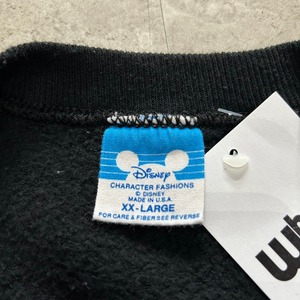 Disney
CHARACTER FASHIONS
© DISNEY
MADE IN U.S.A.
XX-LARGE
FOR CARE & FIBER SEE REVERSE